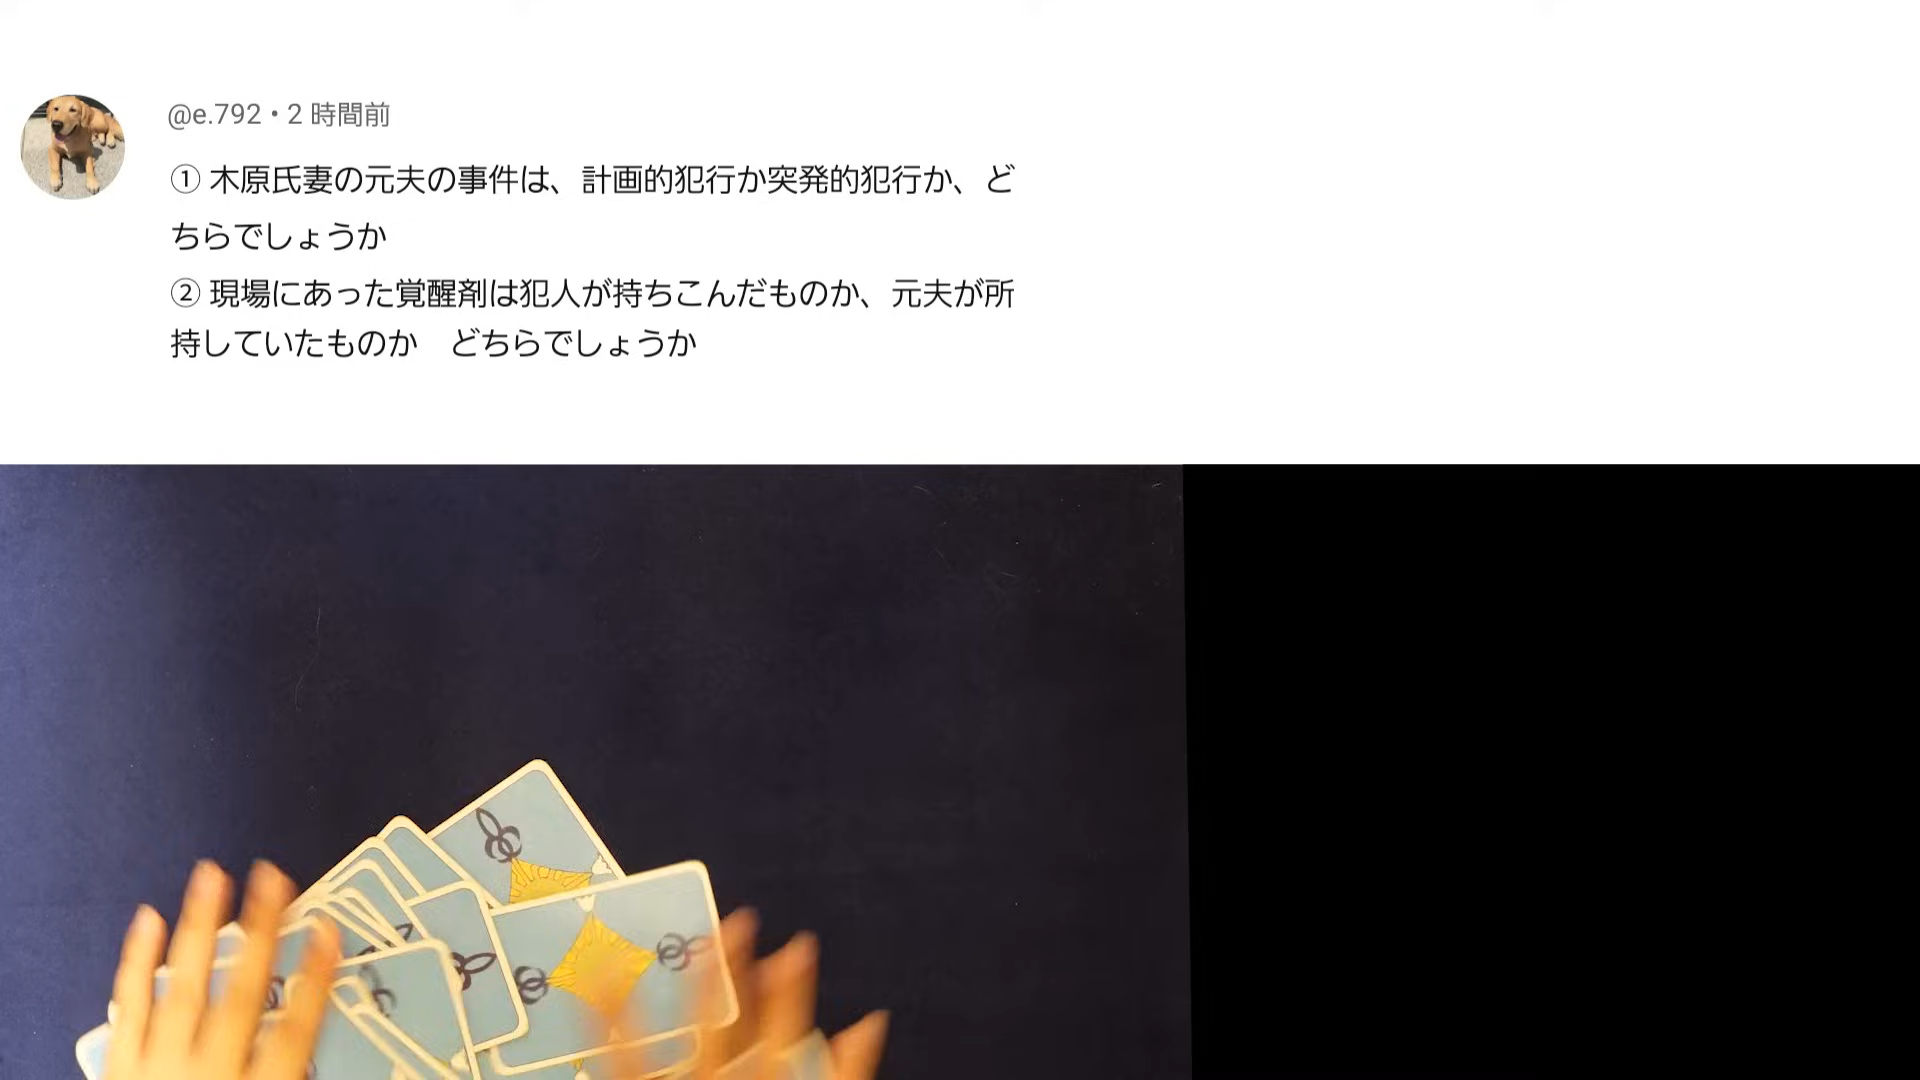 @e.792・2 時間前
① 木原氏妻の元夫の事件は、計画的犯行か突発的犯行か、ど
ちらでしょうか
② 現場にあった覚醒剤は犯人が持ちこんだものか、元夫が所
持していたものか　どちらでしょうか